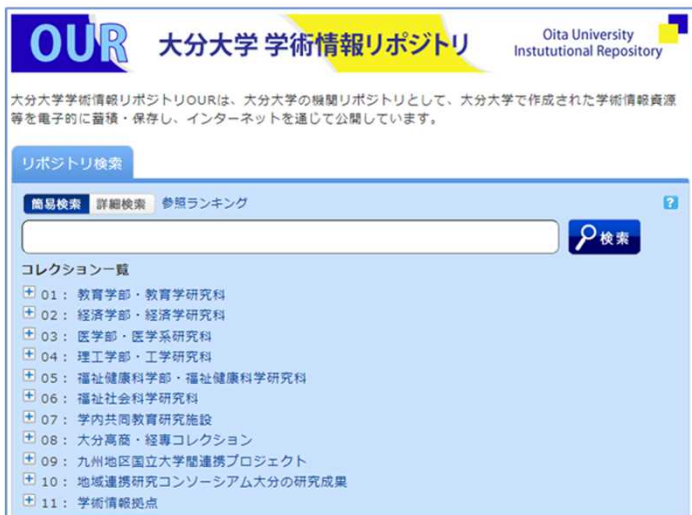 OUR 大分大学 学術情報リポジトリ Oita University
Instutional Repository
大分大学学術情報リポジトリOURは、大分大学の機関リポジトリとして、大分大学で作成された学術情報資源
等を電子的に蓄積・保存し、インターネットを通じて公開しています。
リポジトリ検索
簡易検索 詳細検索 参照ランキング ?
検索
コレクション一覧
01： 教育学部・教育学研究科
02： 経済学部・経済学研究科
03： 医学部・医学系研究科
04： 理工学部・工学研究科
05： 福祉健康科学部・福祉健康科学研究科
06： 福祉社会科学研究科
07： 学内共同教育研究施設
08： 大分高商・経専コレクション
09： 九州地区国立大学間連携プロジェクト
10： 地域連携研究コンソーシアム大分の研究成果
11： 学術情報拠点